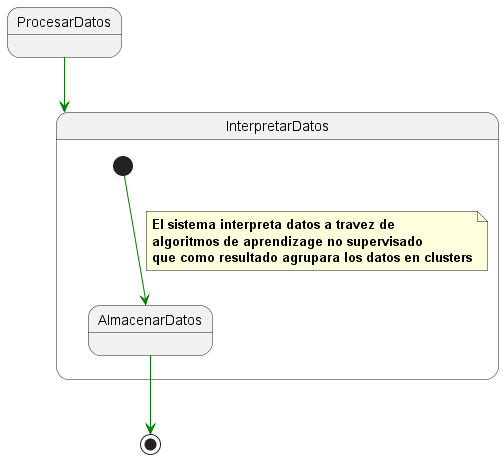 ProcesarDatos
InterpretarDatos
El sistema interpreta datos a travez de
algoritmos de aprendizage no supervisado
que como resultado agrupara los datos en clusters
AlmacenarDatos